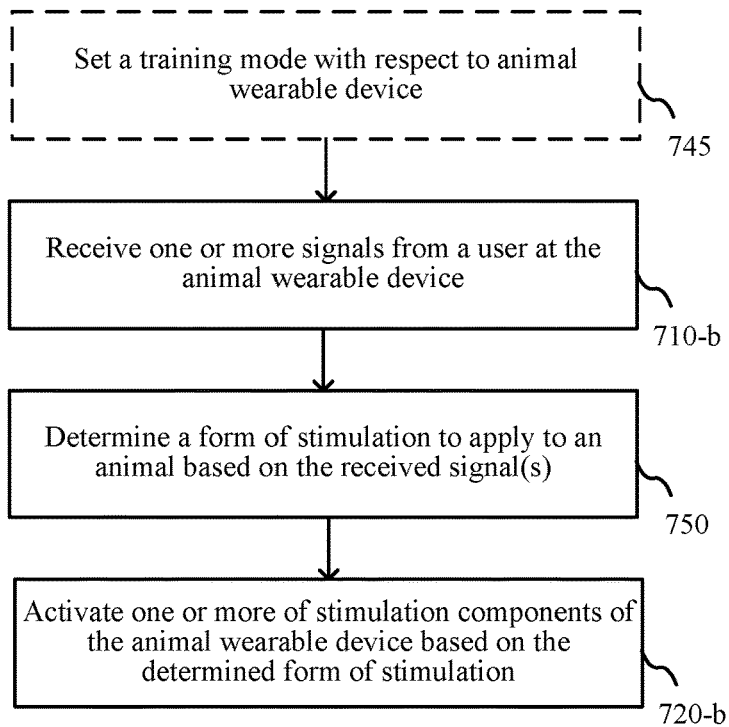 Set a training mode with respect to animal
wearable device
745
Receive one or more signals from a user at the
animal wearable device
710-b
Determine a form of stimulation to apply to an
animal based on the received signal(s)
750
Activate one or more of stimulation components of
the animal wearable device based on the
determined form of stimulation
720-b